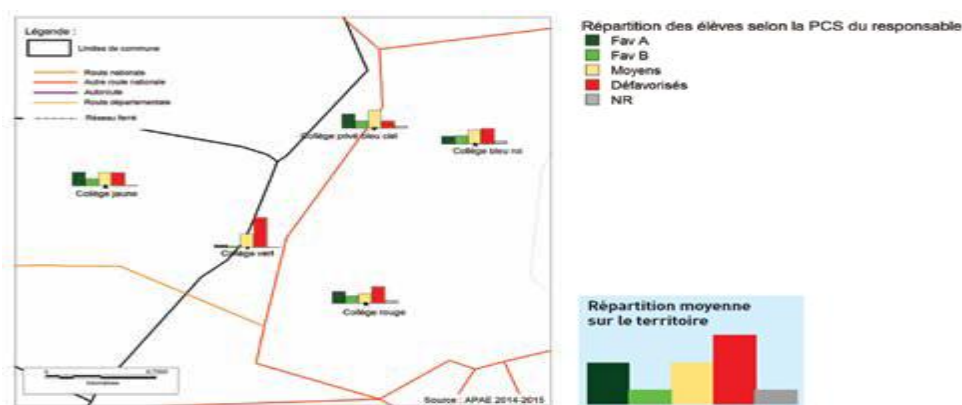 Légende :
Limites de commune
Route nationale
Autre route nationale
Autoroute
Route départementale
Réseau ferré
Collège privé bleu ciel
Collège bleu roi
Collège jaune
Collège vert
Collège rouge
0
kilomètres
Source : APAE 2014-2015
Répartition des élèves selon la PCS du responsable
Fav A
Fav B
Moyens
Défavorisés
NR
Répartition moyenne
sur le territoire